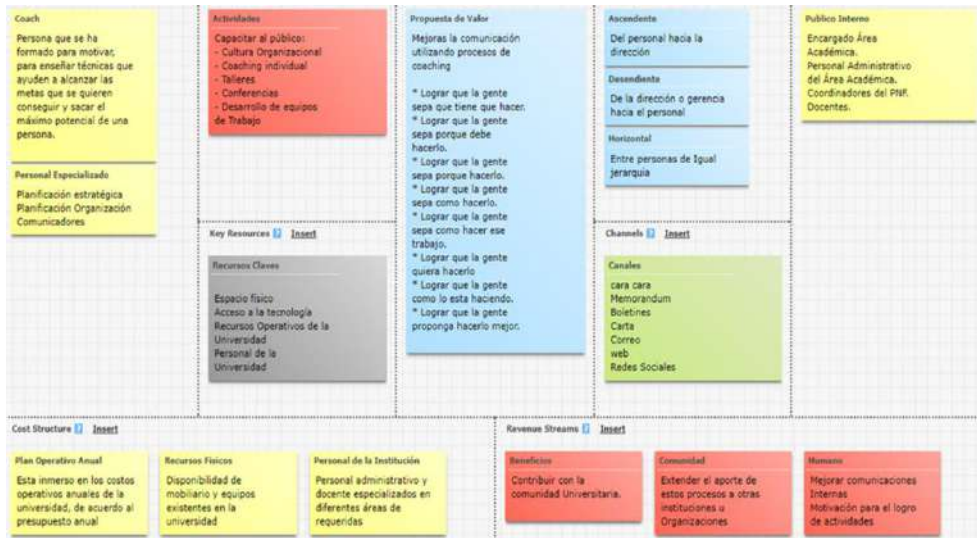 Coach
Persona que se ha
formado para motivar,
para enseñar técnicas que
ayuden a alcanzar las
metas que se quieren
conseguir y sacar el
máximo potencial de una
persona.
Personal Especializado
Planificación estratégica
Planificación Organización
Comunicadores
Actividades
Capacitar al público:
- Cultura Organizacional
- Coaching individual
- Talleres
- Conferencias
- Desarrollo de equipos
de Trabajo
Key Resources Insert
Recursos Claves
Espacio físico
Acceso a la tecnología
Recursos Operativos de la
Universidad
Personal de la
Universidad
Propuesta de Valor
Mejoras la comunicación
utilizando procesos de
coaching
* Lograr que la gente
sepa que tiene que hacer.
* Lograr que la gente
sepa porque debe
hacerlo.
* Lograr que la gente
sepa porque hacerlo.
* Lograr que la gente
sepa como hacerlo.
* Lograr que la gente
sepa como hacer ese
trabajo.
* Lograr que la gente
quiera hacerlo
* Lograr que la gente
como lo esta haciendo.
* Lograr que la gente
proponga hacerlo mejor.
Ascendente
Del personal hacia la
dirección
Desendiente
De la dirección o gerencia
hacia el personal
Horizontal
Entre personas de Igual
jerarquia
Channels Insert
Canales
cara cara
Memorandum
Boletines
Carta
Correo
web
Redes Sociales
Publico Interno
Encargado Área
Académica.
Personal Administrativo
del Área Académica.
Coordinadores del PNF.
Docentes.
Cost Structure Insert
Plan Operativo Anual
Esta inmerso en los costos
operativos anuales de la
universidad, de acuerdo al
presupuesto anual
Recursos Fisicos
Disponibilidad de
mobiliario y equipos
existentes en la
universidad
Personal de la Institución
Personal administrativo y
docente especializados en
diferentes áreas de
requeridas
Revenue Streams Insert
Beneficios
Contribuir con la
comunidad Universitaria.
Comunidad
Extender el aporte de
estos procesos a otras
instituciones u
Organizaciones
Humano
Mejorar comunicaciones
Internas
Motivación para el logro
de actividades